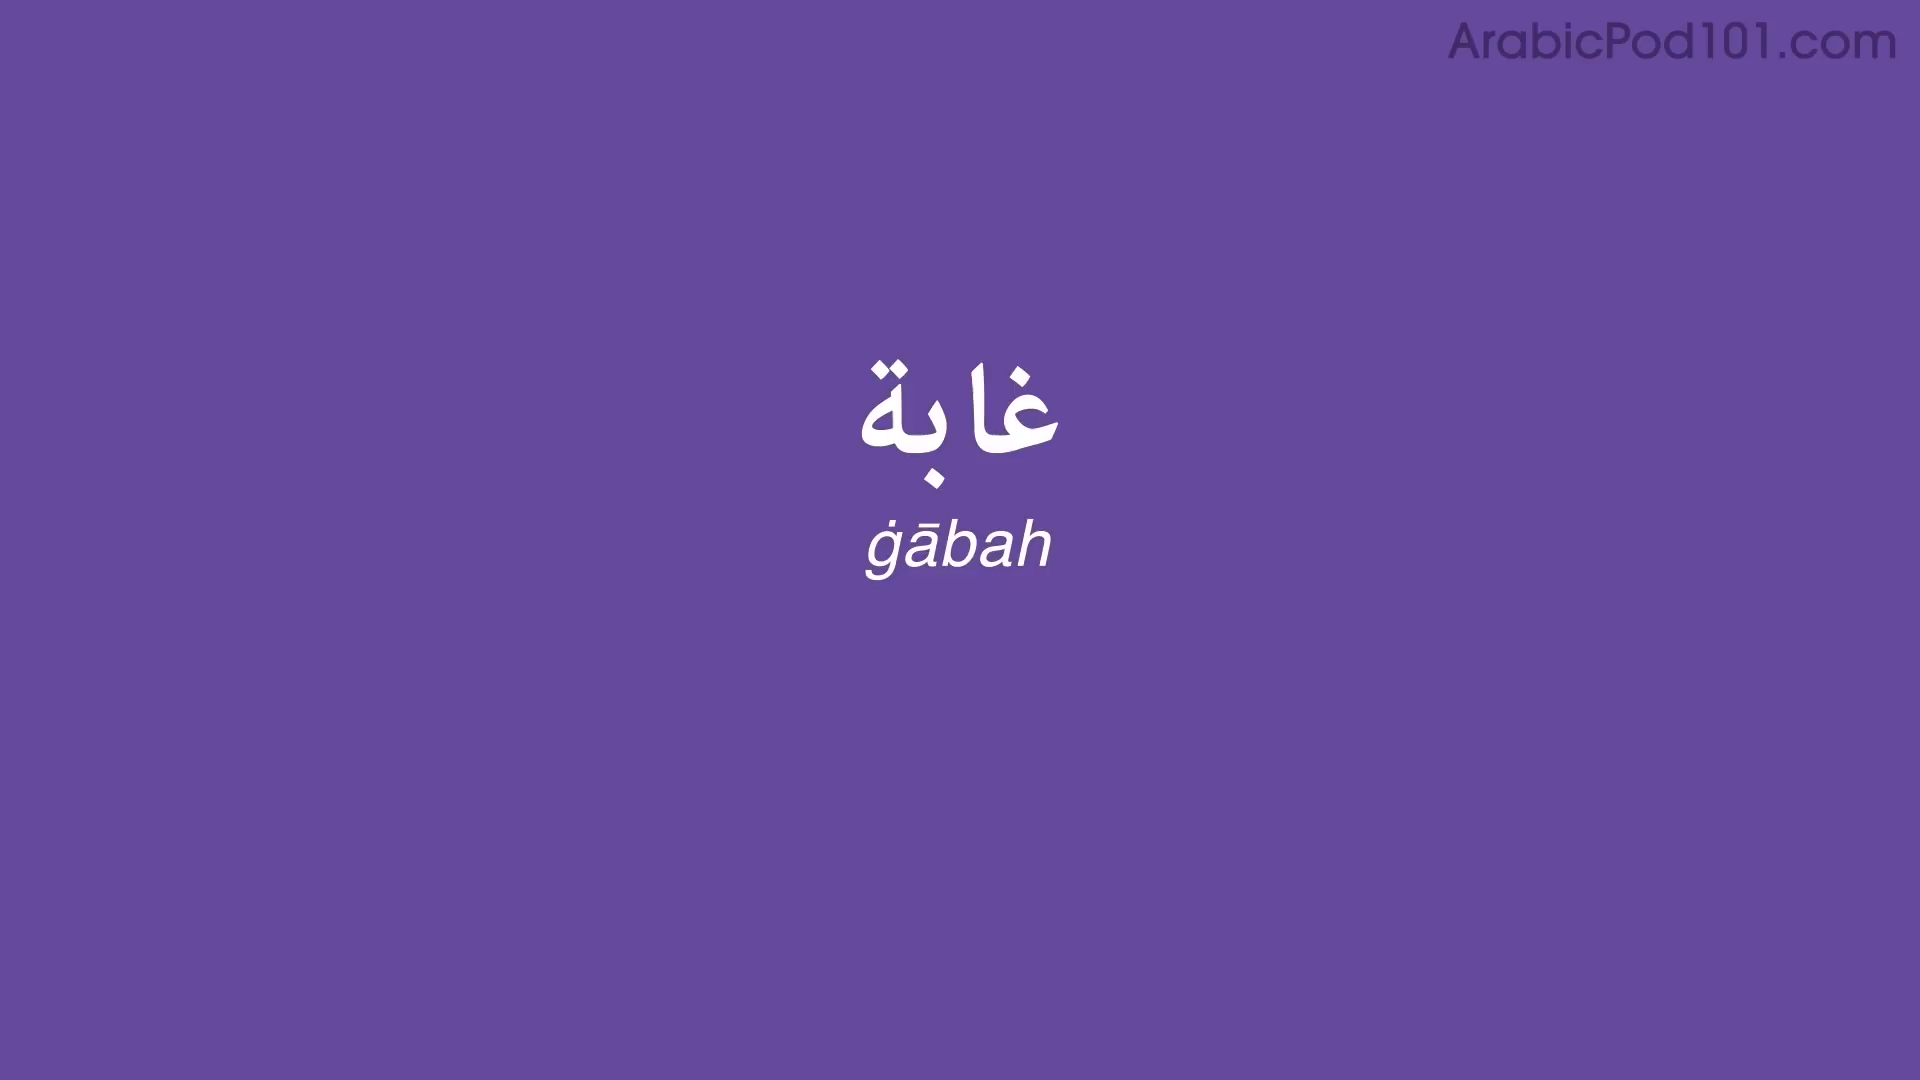 ArabicPod101.com
غابة
ġābah